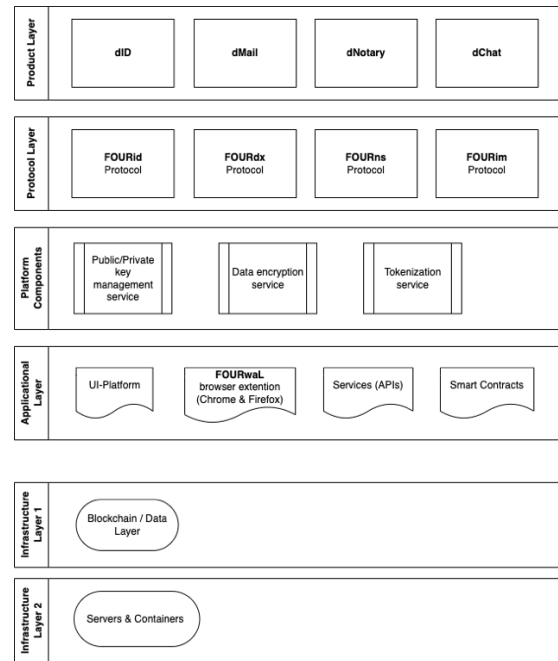 Product Layer
dID
dMail
dNotary
dChat
Protocol Layer
FOURid
Protocol
FOURdx
Protocol
FOURns
Protocol
FOURim
Protocol
Platform
Components
Public/Private
key
management
service
Data encryption
service
Tokenization
service
Applicational
Layer
UI-Platform
FOURwaL
browser extention
(Chrome & Firefox)
Services (APIs)
Smart Contracts
Infrastructure
Layer 1
Blockchain / Data
Layer
Infrastructure
Layer 2
Servers & Containers